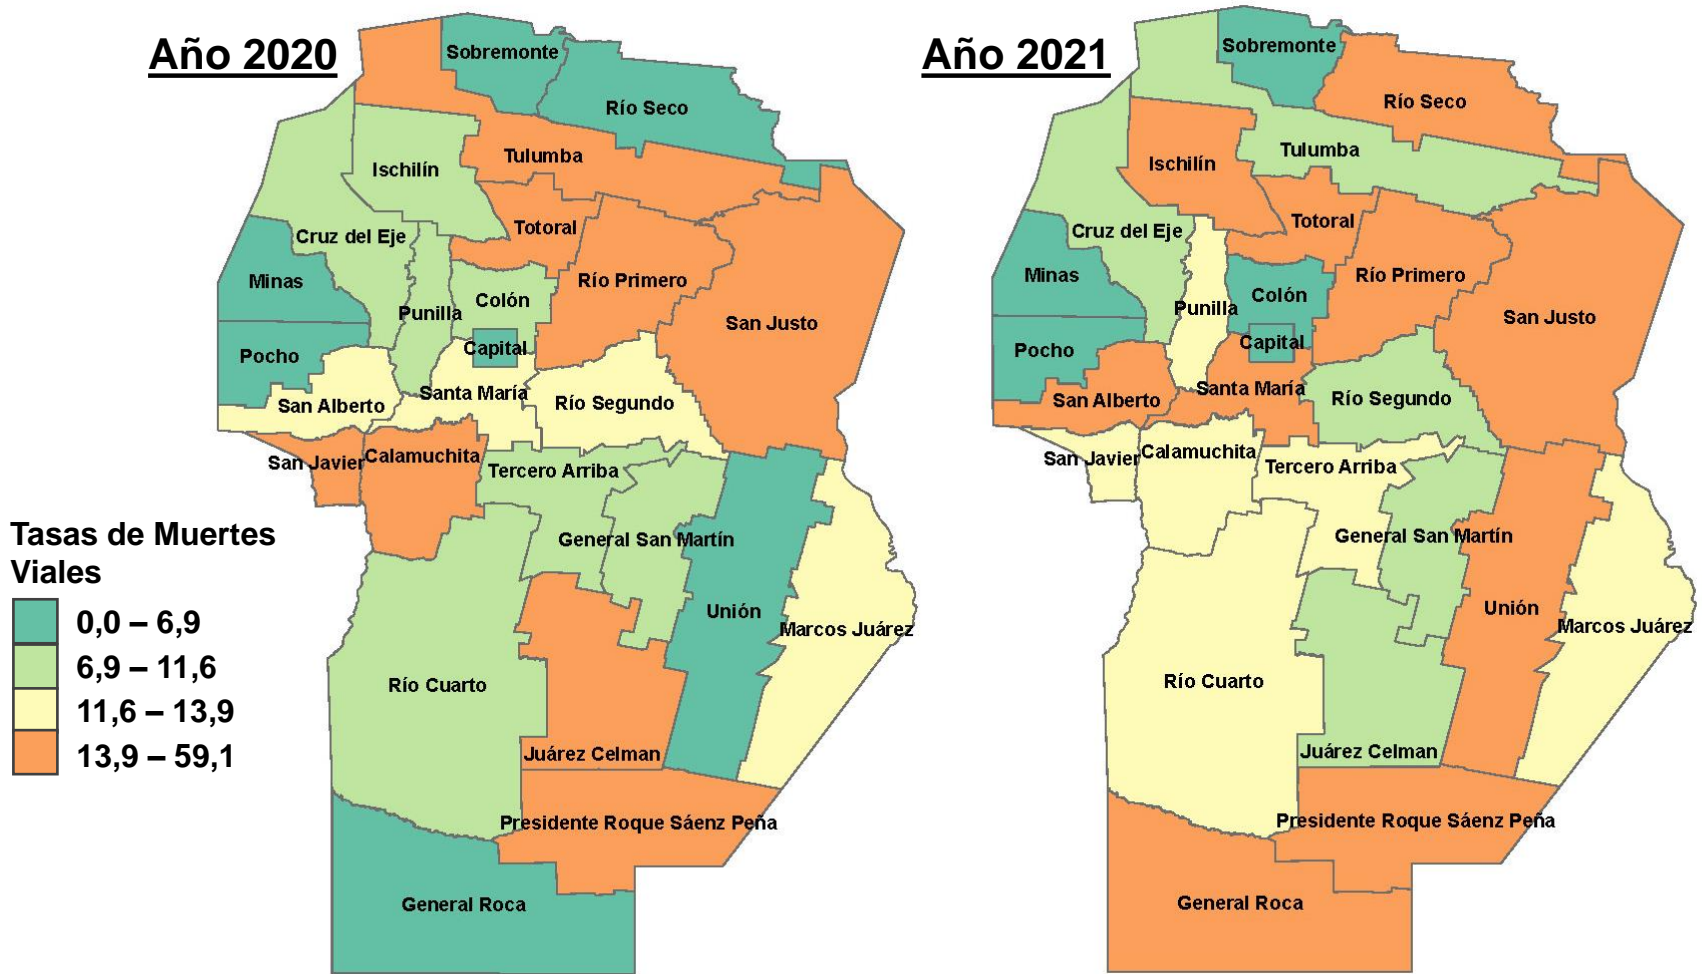 Año 2020
Sobremonte
Río Seco
Tulumba
Ischilín
Totoral
Cruz del Eje
Minas
Río Primero
Colón
Punilla
San Justo
Capital
Pocho
Santa María
San Alberto
Río Segundo
San Javier
Calamuchita
Tercero Arriba
General San Martín
Unión
Marcos Juárez
Río Cuarto
Juárez Celman
Presidente Roque Sáenz Peña
General Roca
Tasas de Muertes
Viales
0,0 – 6,9
6,9 – 11,6
11,6 – 13,9
13,9 – 59,1
Año 2021
Sobremonte
Río Seco
Tulumba
Ischilín
Totoral
Cruz del Eje
Minas
Río Primero
Colón
Punilla
San Justo
Capital
Pocho
Santa María
San Alberto
Río Segundo
San Javier
Calamuchita
Tercero Arriba
General San Martín
Unión
Marcos Juárez
Río Cuarto
Juárez Celman
Presidente Roque Sáenz Peña
General Roca